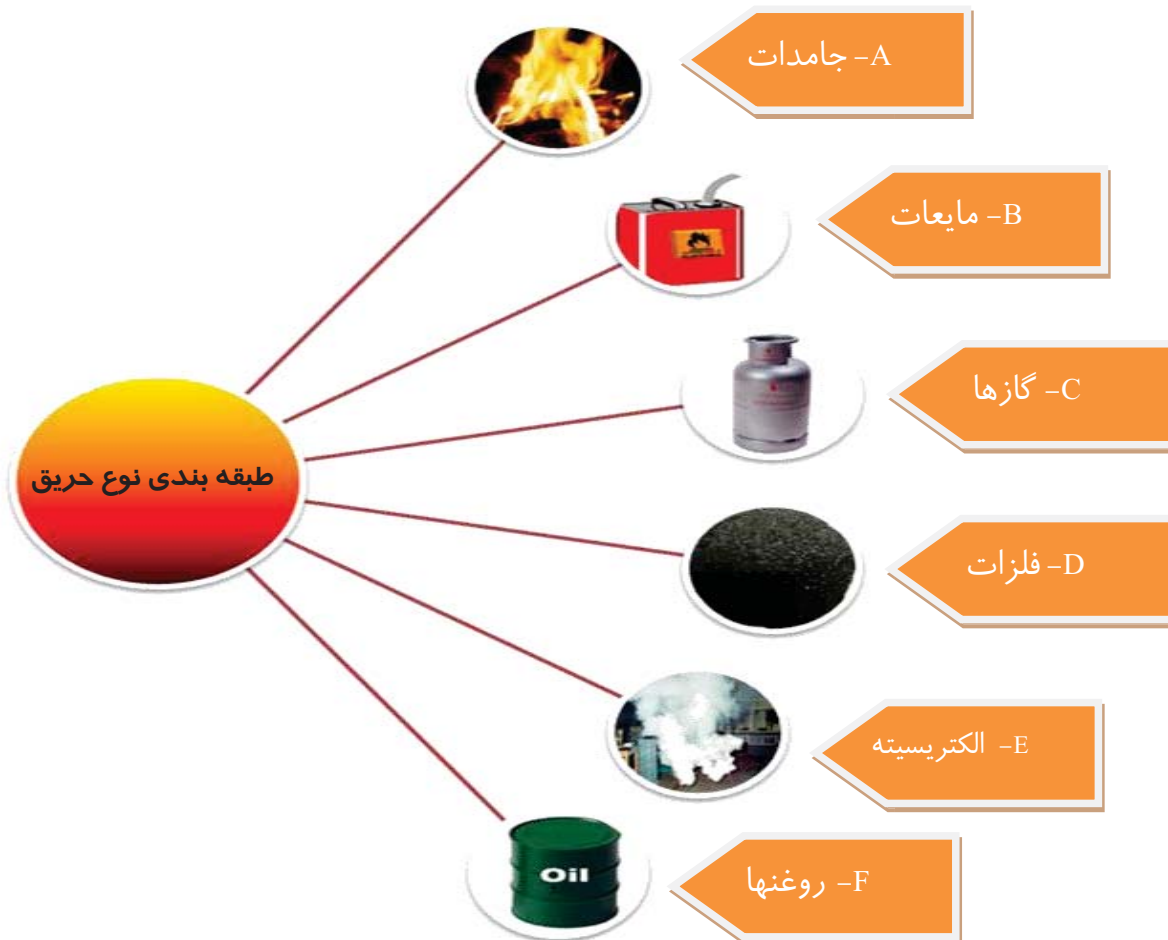 A- جامدات
B- مایعات
C- گازها
طبقه بندی نوع حریق
D- فلزات
E- الکتریسیته
Oil
F- روغنها